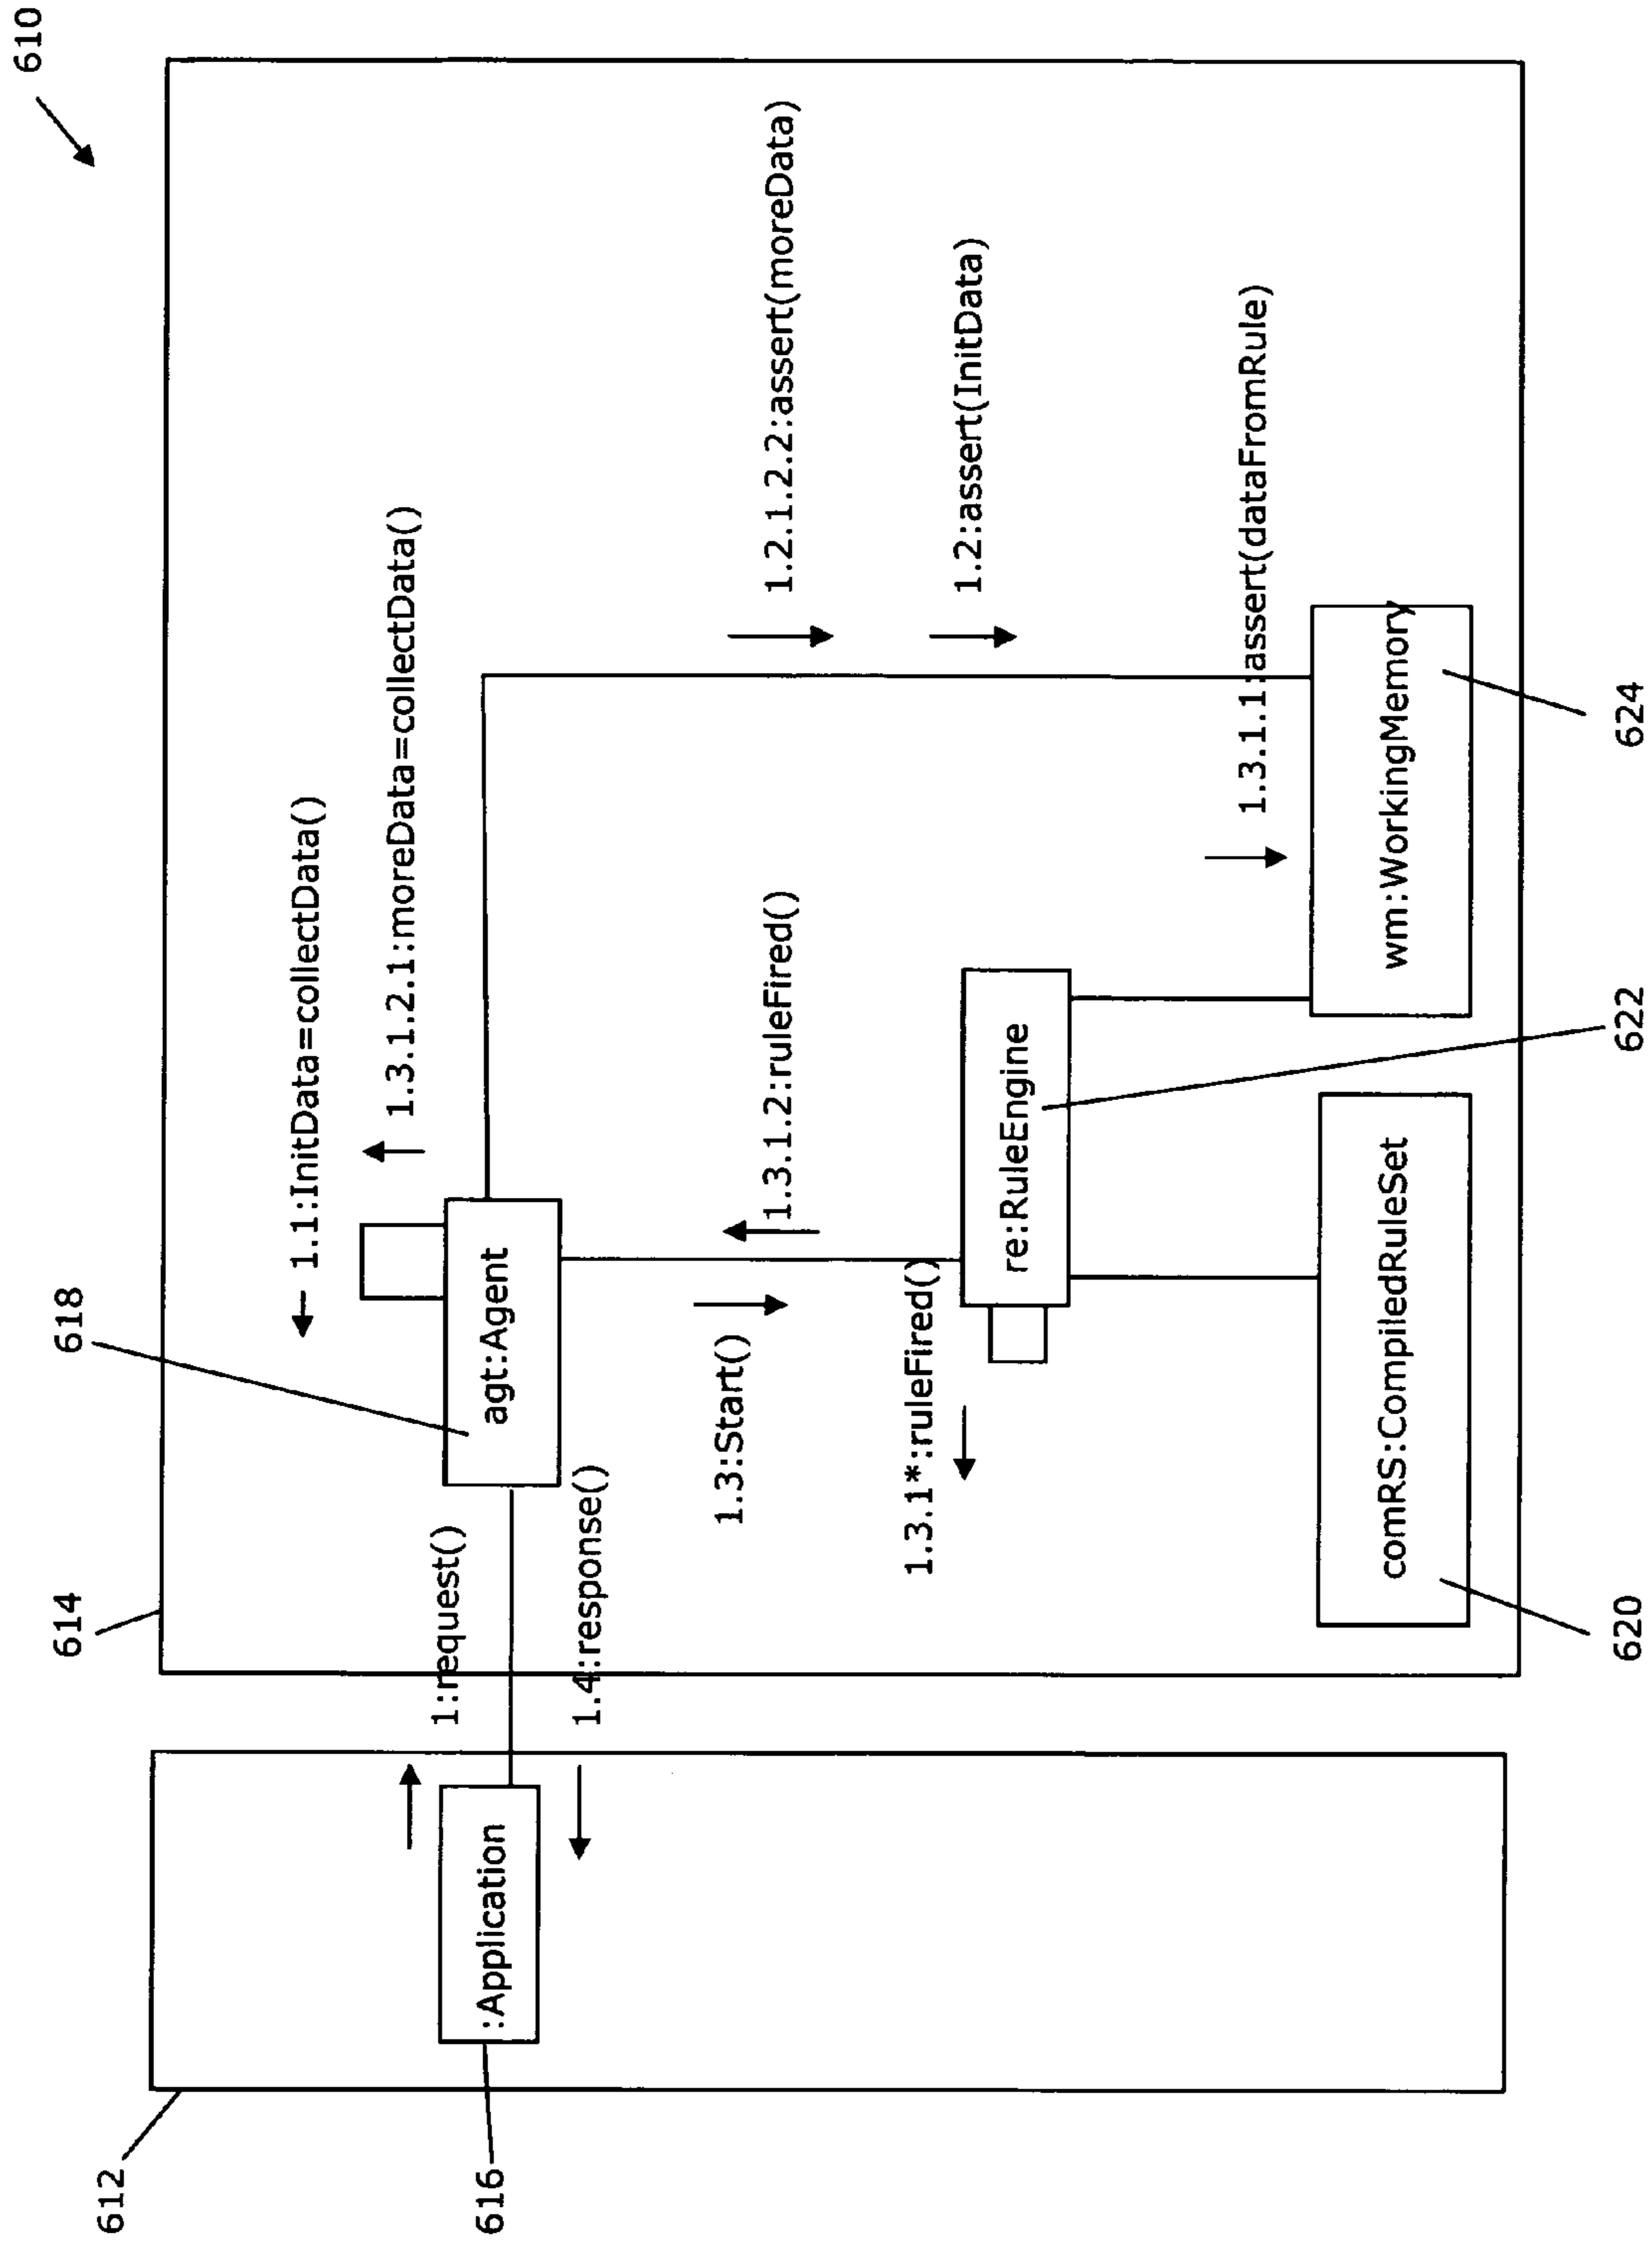 610
1.1:InitData=collectData()
618
1.3.1.2.1:moreData=collectData()
614
1:request()
612
:Application
agt:Agent
616
1.4:response()
1.3:Start()
1.3.1.2:ruleFired()
1.2.1.2.2:assert(moreData)
1.3.1*:ruleFired()
re:RuleEngine
1.2:assert(InitData)
1.3.1.1:assert(dataFromRule)
comRS:CompiledRuleSet
wm:WorkingMemory
620
622
624